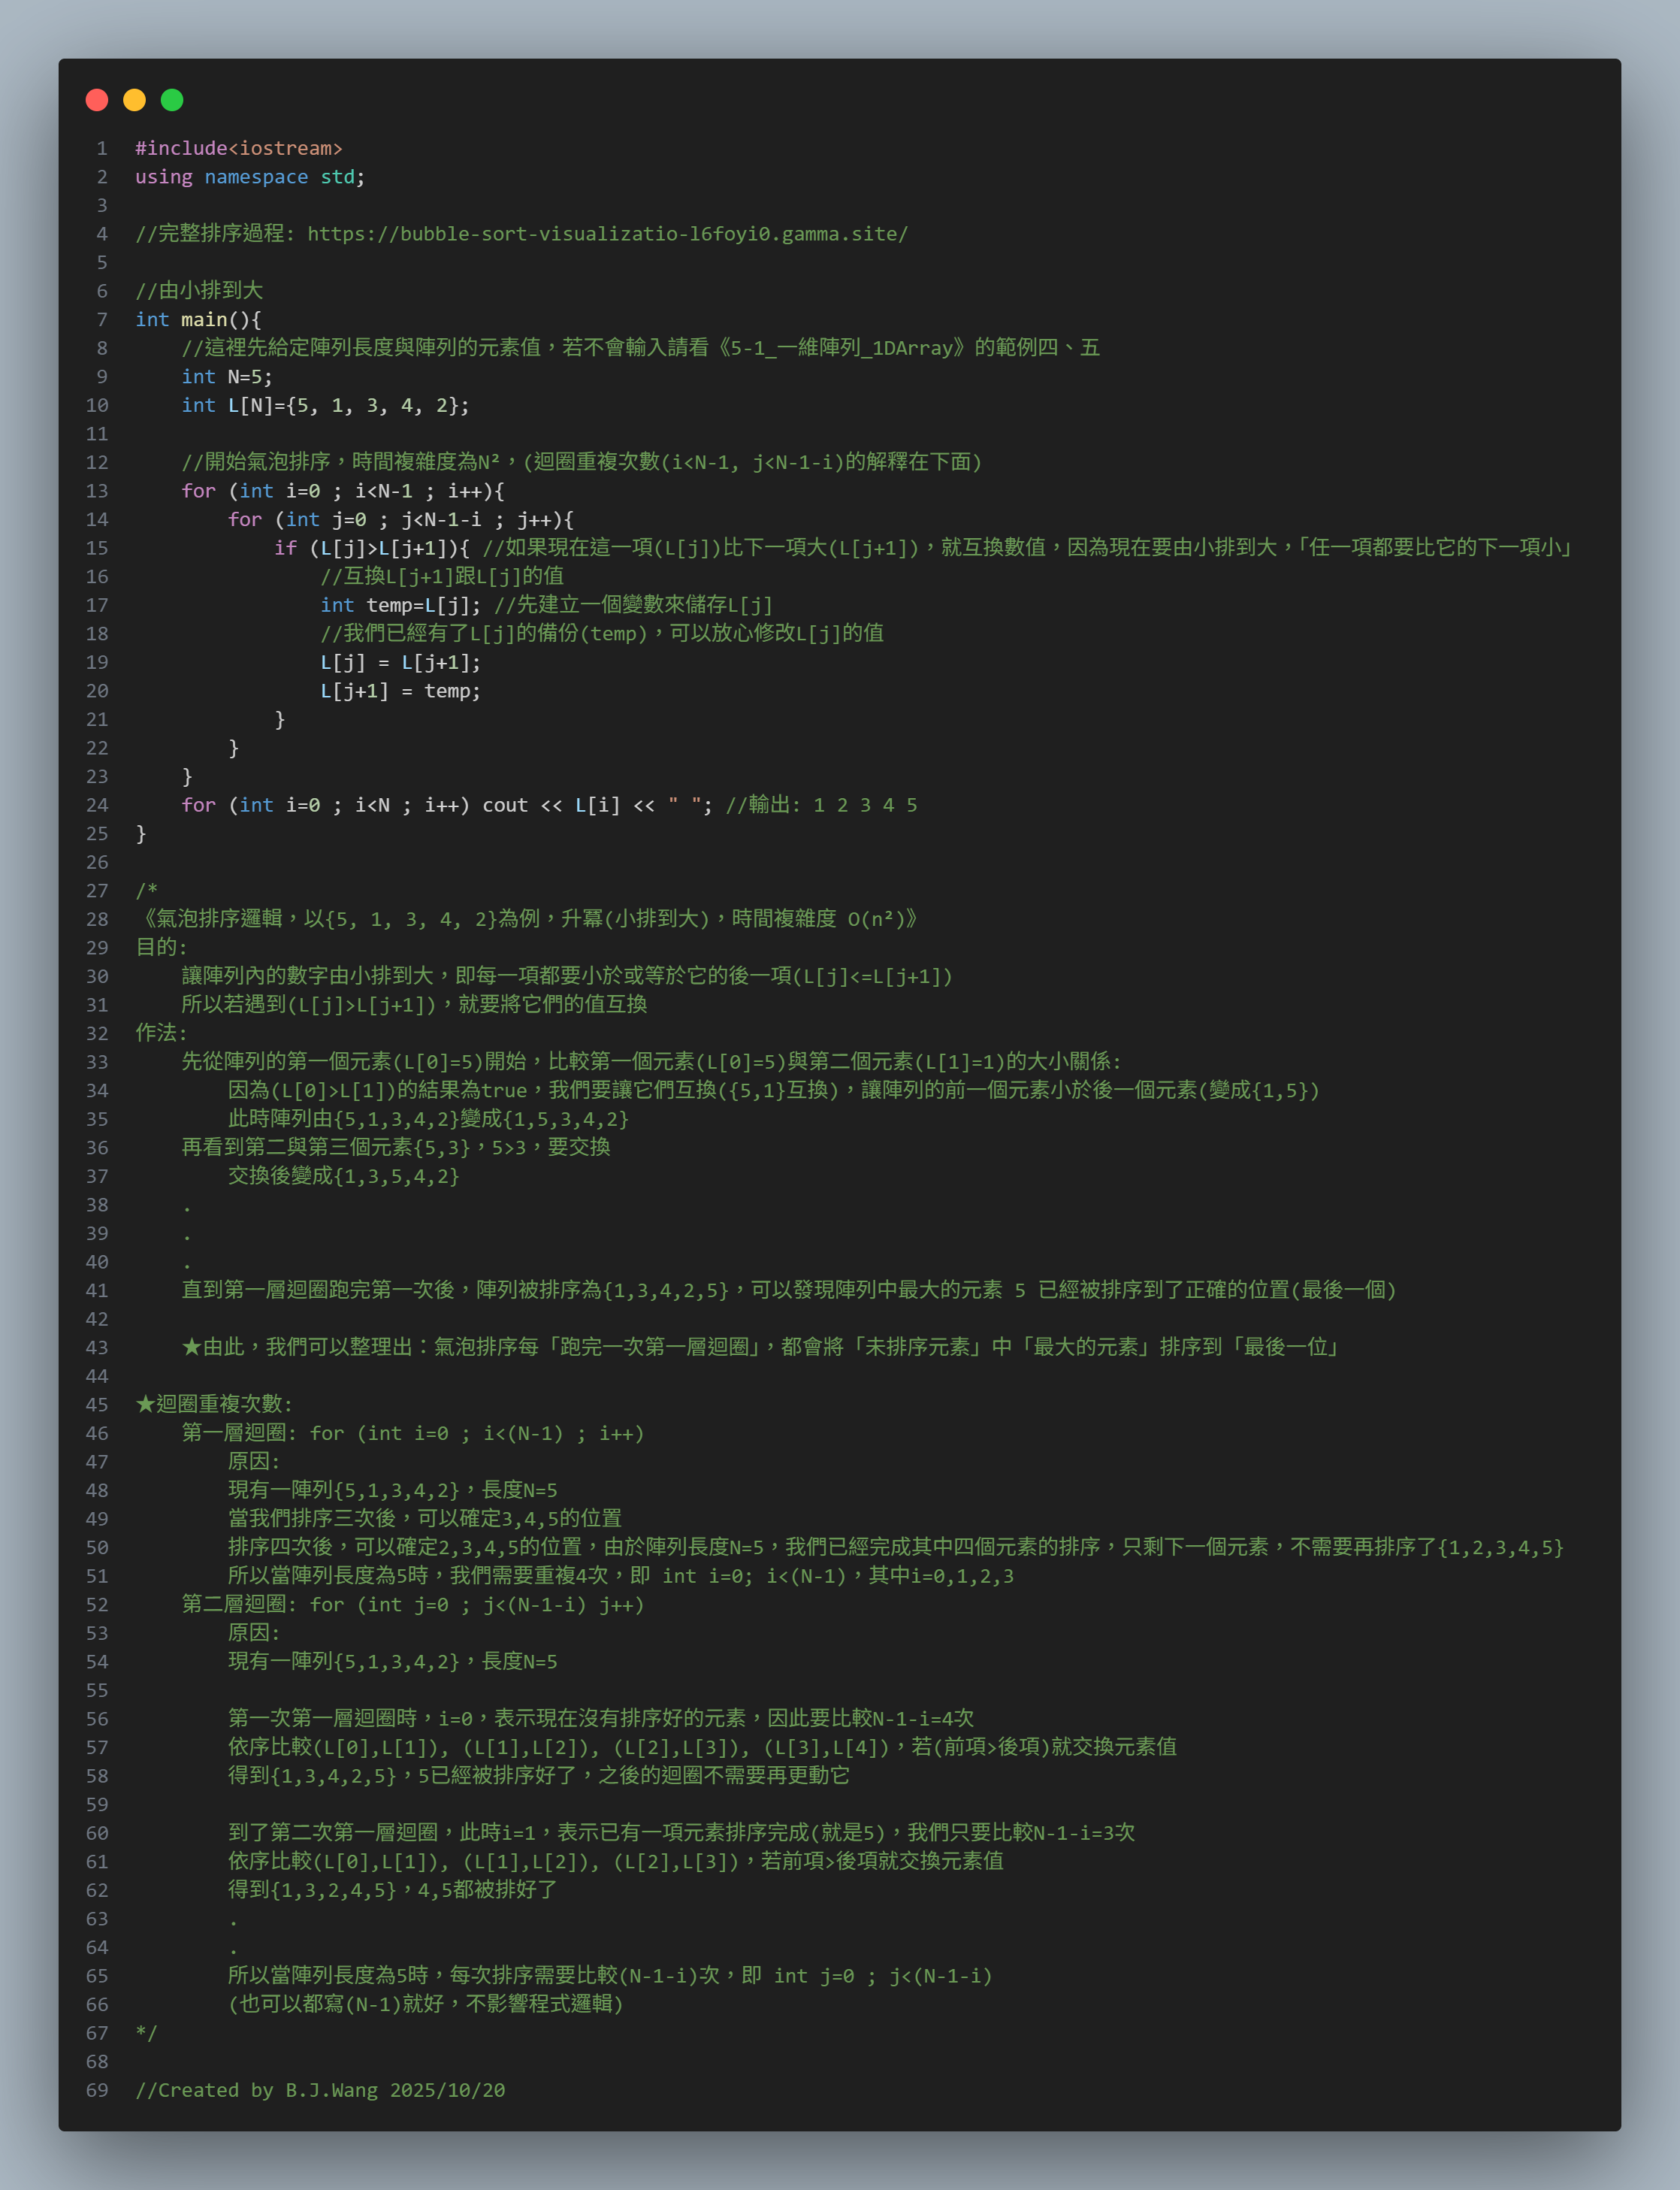 1 #include<iostream>
2 using namespace std;
3
4 //完整排序過程: https://bubble-sort-visualizatio-l6foyi0.gamma.site/
5
6 //由小排到大
7 int main(){
8     //這裡先給定陣列長度與陣列的元素值，若不會輸入請看《5-1_一維陣列_1DArray》的範例四、五
9     int N=5;
10     int L[N]={5, 1, 3, 4, 2};
11
12     //開始氣泡排序，時間複雜度為N²，(迴圈重複次數(i<N-1, j<N-1-i)的解釋在下面)
13     for (int i=0 ; i<N-1 ; i++){
14         for (int j=0 ; j<N-1-i ; j++){
15             if (L[j]>L[j+1]){ //如果現在這一項(L[j])比下一項大(L[j+1])，就互換數值，因為現在要由小排到大，「任一項都要比它的下一項小」
16                 //互換L[j+1]跟L[j]的值
17                 int temp=L[j]; //先建立一個變數來儲存L[j]
18                 //我們已經有了L[j]的備份(temp)，可以放心修改L[j]的值
19                 L[j] = L[j+1];
20                 L[j+1] = temp;
21             }
22         }
23     }
24     for (int i=0 ; i<N ; i++) cout << L[i] << " "; //輸出: 1 2 3 4 5
25 }
26
27 /*
28 《氣泡排序邏輯，以{5, 1, 3, 4, 2}為例，升冪(小排到大)，時間複雜度 O(n²)》
29 目的:
30     讓陣列內的數字由小排到大，即每一項都要小於或等於它的後一項(L[j]<=L[j+1])
31     所以若遇到(L[j]>L[j+1])，就要將它們的值互換
32 作法:
33     先從陣列的第一個元素(L[0]=5)開始，比較第一個元素(L[0]=5)與第二個元素(L[1]=1)的大小關係:
34         因為(L[0]>L[1])的結果為true，我們要讓它們互換({5,1}互換)，讓陣列的前一個元素小於後一個元素(變成{1,5})
35         此時陣列由{5,1,3,4,2}變成{1,5,3,4,2}
36     再看到第二與第三個元素{5,3}，5>3，要交換
37         交換後變成{1,3,5,4,2}
38     .
39     .
40     .
41     直到第一層迴圈跑完第一次後，陣列被排序為{1,3,4,2,5}，可以發現陣列中最大的元素 5 已經被排序到了正確的位置(最後一個)
42
43     ★由此，我們可以整理出：氣泡排序每「跑完一次第一層迴圈」，都會將「未排序元素」中「最大的元素」排序到「最後一位」
44
45 ★迴圈重複次數:
46     第一層迴圈: for (int i=0 ; i<(N-1) ; i++)
47         原因:
48         現有一陣列{5,1,3,4,2}，長度N=5
49         當我們排序三次後，可以確定3,4,5的位置
50         排序四次後，可以確定2,3,4,5的位置，由於陣列長度N=5，我們已經完成其中四個元素的排序，只剩下一個元素，不需要再排序了{1,2,3,4,5}
51         所以當陣列長度為5時，我們需要重複4次，即 int i=0; i<(N-1)，其中i=0,1,2,3
52     第二層迴圈: for (int j=0 ; j<(N-1-i) j++)
53         原因:
54         現有一陣列{5,1,3,4,2}，長度N=5
55
56         第一次第一層迴圈時，i=0，表示現在沒有排序好的元素，因此要比較N-1-i=4次
57         依序比較(L[0],L[1]), (L[1],L[2]), (L[2],L[3]), (L[3],L[4])，若(前項>後項)就交換元素值
58         得到{1,3,4,2,5}，5已經被排序好了，之後的迴圈不需要再更動它
59
60         到了第二次第一層迴圈，此時i=1，表示已有一項元素排序完成(就是5)，我們只要比較N-1-i=3次
61         依序比較(L[0],L[1]), (L[1],L[2]), (L[2],L[3])，若前項>後項就交換元素值
62         得到{1,3,2,4,5}，4,5都被排好了
63         .
64         .
65         所以當陣列長度為5時，每次排序需要比較(N-1-i)次，即 int j=0 ; j<(N-1-i)
66         (也可以都寫(N-1)就好，不影響程式邏輯)
67 */
68
69 //Created by B.J.Wang 2025/10/20